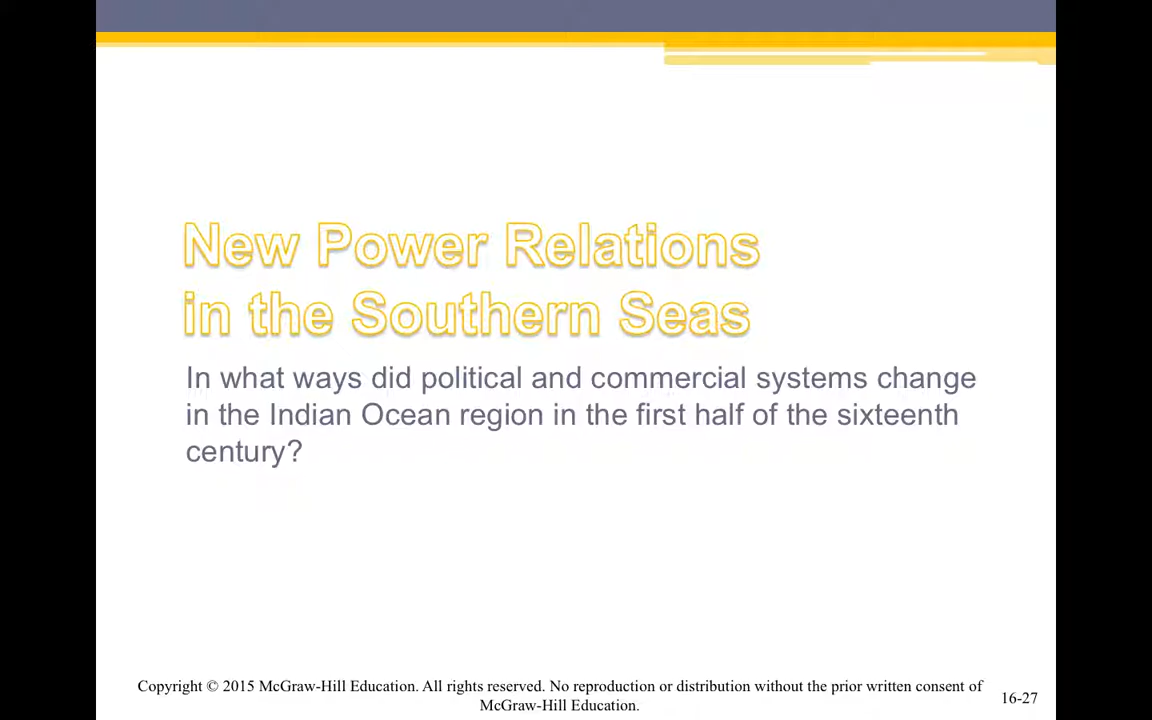 New Power Relations
in the Southern Seas
In what ways did political and commercial systems change
in the Indian Ocean region in the first half of the sixteenth
century?
Copyright © 2015 McGraw-Hill Education. All rights reserved. No reproduction or distribution without the prior written consent of
McGraw-Hill Education.
16-27